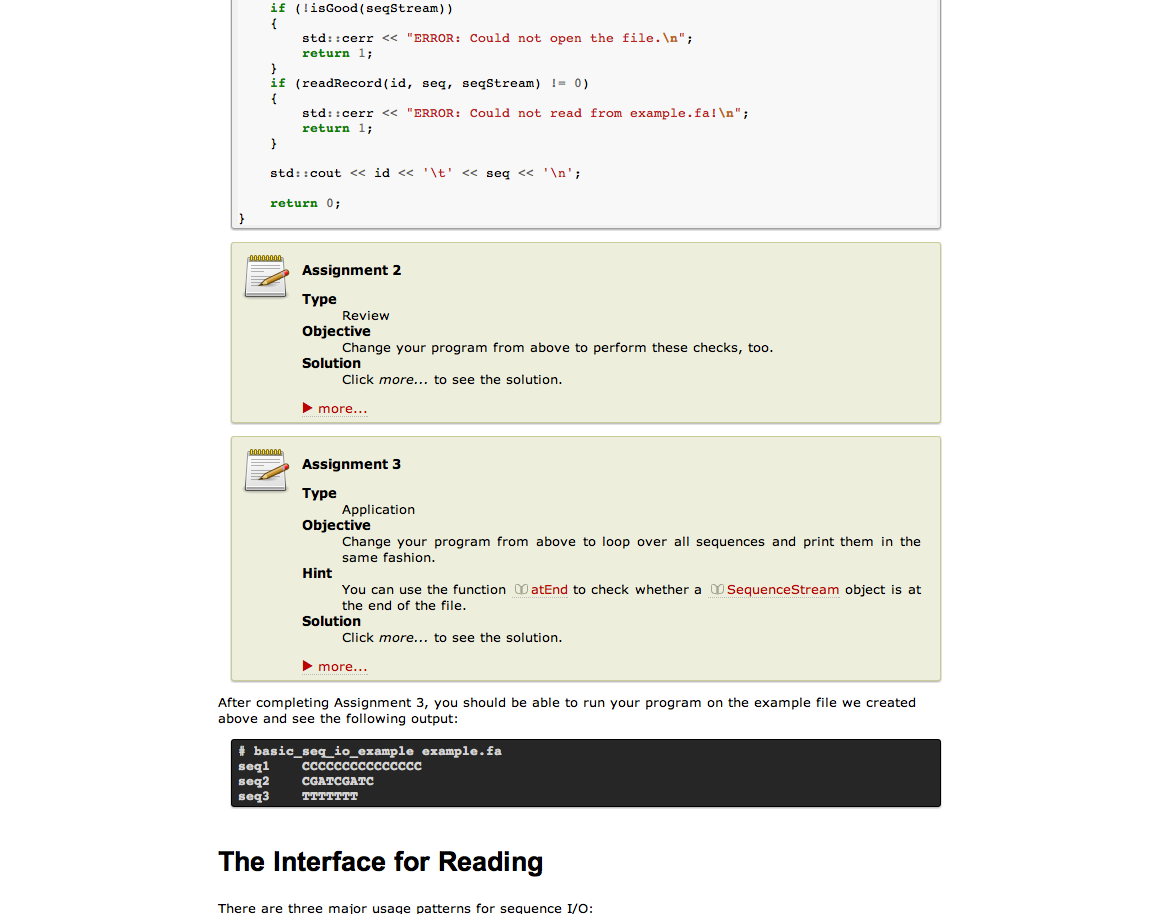 if (!isGood(seqStream))
{
std::cerr << "ERROR: Could not open the file.\n";
return 1;
}
if (readRecord(id, seq, seqStream) != 0)
{
std::cerr << "ERROR: Could not read from example.fa!\n";
return 1;
}
std::cout << id << '\t' << seq << '\n';
return 0;
}
Assignment 2
Type
Review
Objective
Change your program from above to perform these checks, too.
Solution
Click more... to see the solution.
more...
Assignment 3
Type
Application
Objective
Change your program from above to loop over all sequences and print them in the
same fashion.
Hint
You can use the function atEnd to check whether a SequenceStream object is at
the end of the file.
Solution
Click more... to see the solution.
more...
After completing Assignment 3, you should be able to run your program on the example file we created
above and see the following output:
# basic_seq_io_example example.fa
seq1 CCCCCCCCCCCCCCC
seq2 CGATCGATC
seq3 TTTTTTT
The Interface for Reading
There are three major usage patterns for sequence I/O: